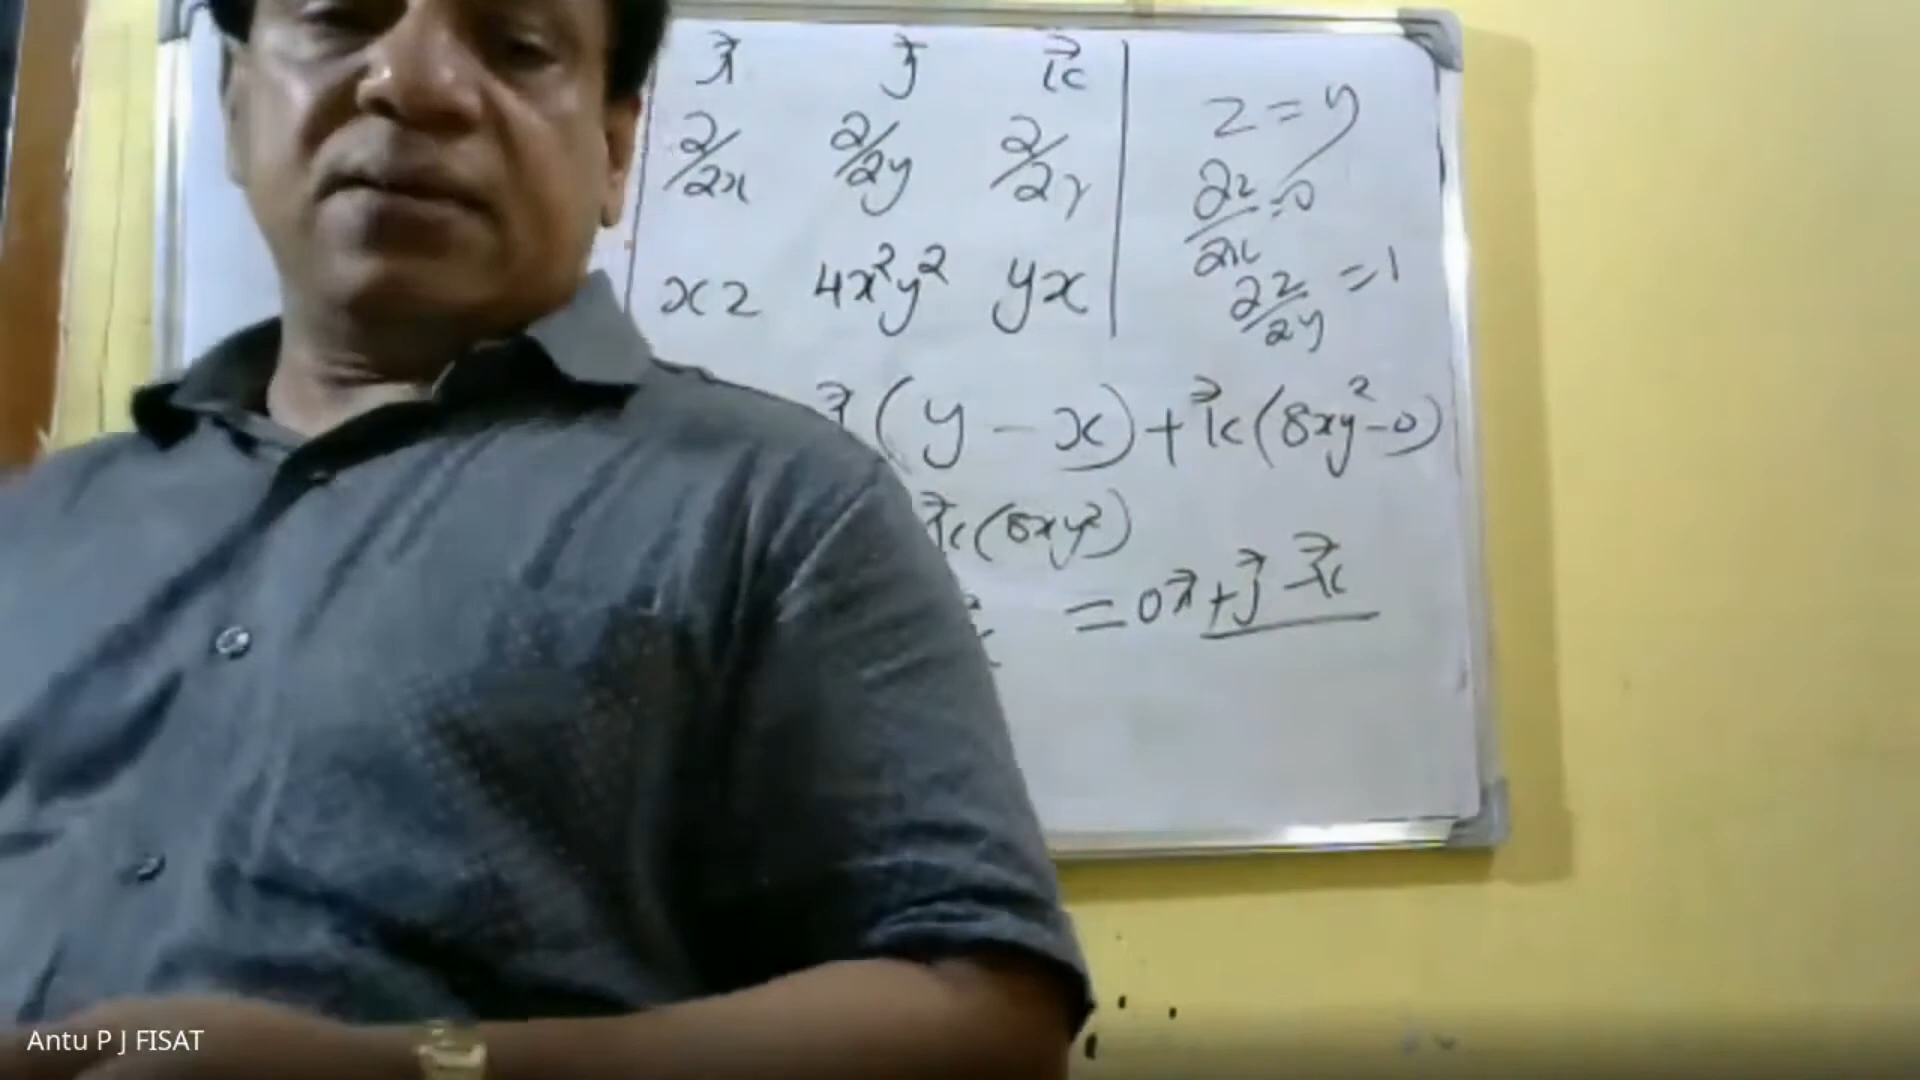 i⃗ j⃗ k⃗
∂/∂x ∂/∂y ∂/∂z
xz 4x²y² yx
z = y
∂z/∂x = 0
∂z/∂y = 1
j⃗ (y - x) + k⃗ (8xy² - 0)
k⃗ (8xy²)
= 0i⃗ + j⃗ - k⃗
Antu P J FISAT